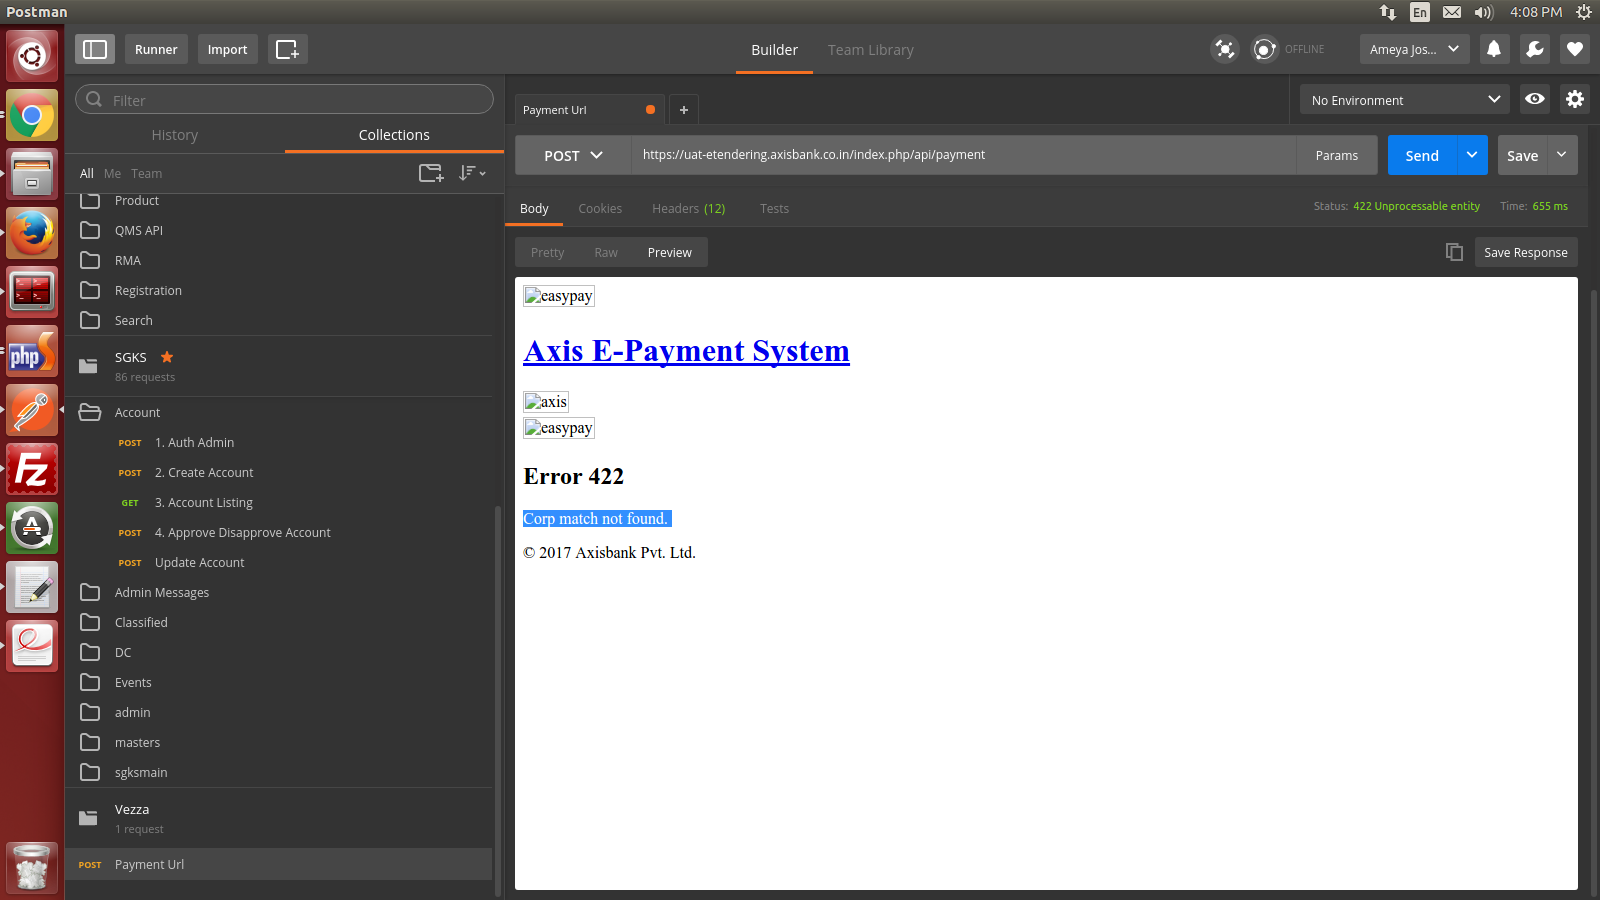 Postman
En
4:08 PM
Runner
Import
Builder
Team Library
OFFLINE
Ameya Jos...
Filter
History
Collections
All Me Team
Product
QMS API
RMA
Registration
Search
SGKS
86 requests
Account
POST 1. Auth Admin
POST 2. Create Account
GET 3. Account Listing
POST 4. Approve Disapprove Account
POST Update Account
Admin Messages
Classified
DC
Events
admin
masters
sgksmain
Vezza
1 request
POST Payment Url
Payment Url
+
No Environment
POST
https://uat-etendering.axisbank.co.in/index.php/api/payment
Params
Send
Save
Body
Cookies
Headers (12)
Tests
Status: 422 Unprocessable entity
Time: 655 ms
Pretty
Raw
Preview
Save Response
easypay
Axis E-Payment System
axis
easypay
Error 422
Corp match not found.
© 2017 Axisbank Pvt. Ltd.
php S
Fz
A